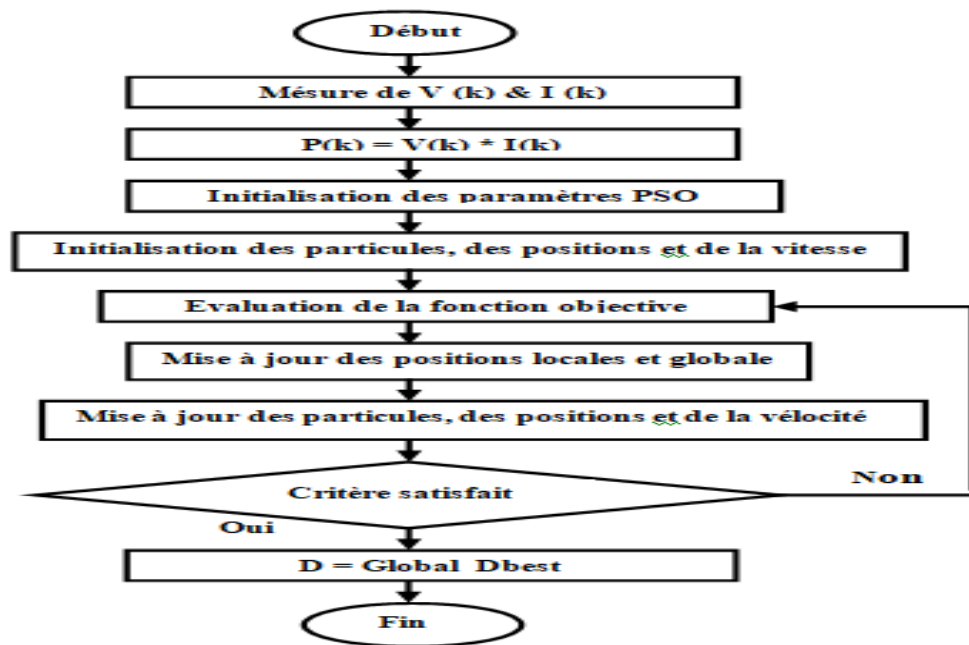 Début
Mésure de V (k) & I (k)
P(k) = V(k) * I(k)
Initialisation des paramètres PSO
Initialisation des particules, des positions et de la vitesse
Evaluation de la fonction objective
Mise à jour des positions locales et globale
Mise à jour des particules, des positions et de la vélocité
Critère satisfait
Non
Oui
D = Global Dbest
Fin